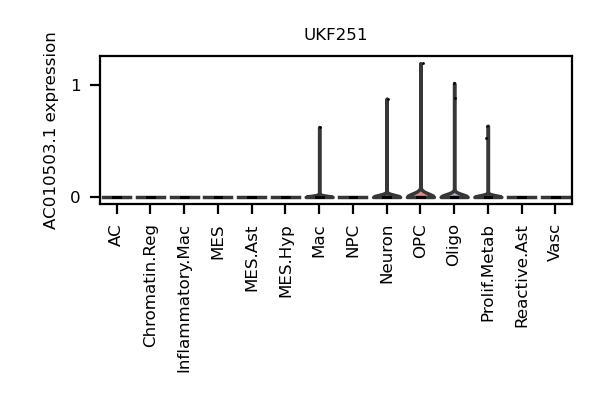 UKF251
AC010503.1 expression
1
0
AC
Chromatin.Reg
Inflammatory.Mac
MES
MES.Ast
MES.Hyp
Mac
NPC
Neuron
OPC
Oligo
Prolif.Metab
Reactive.Ast
Vasc